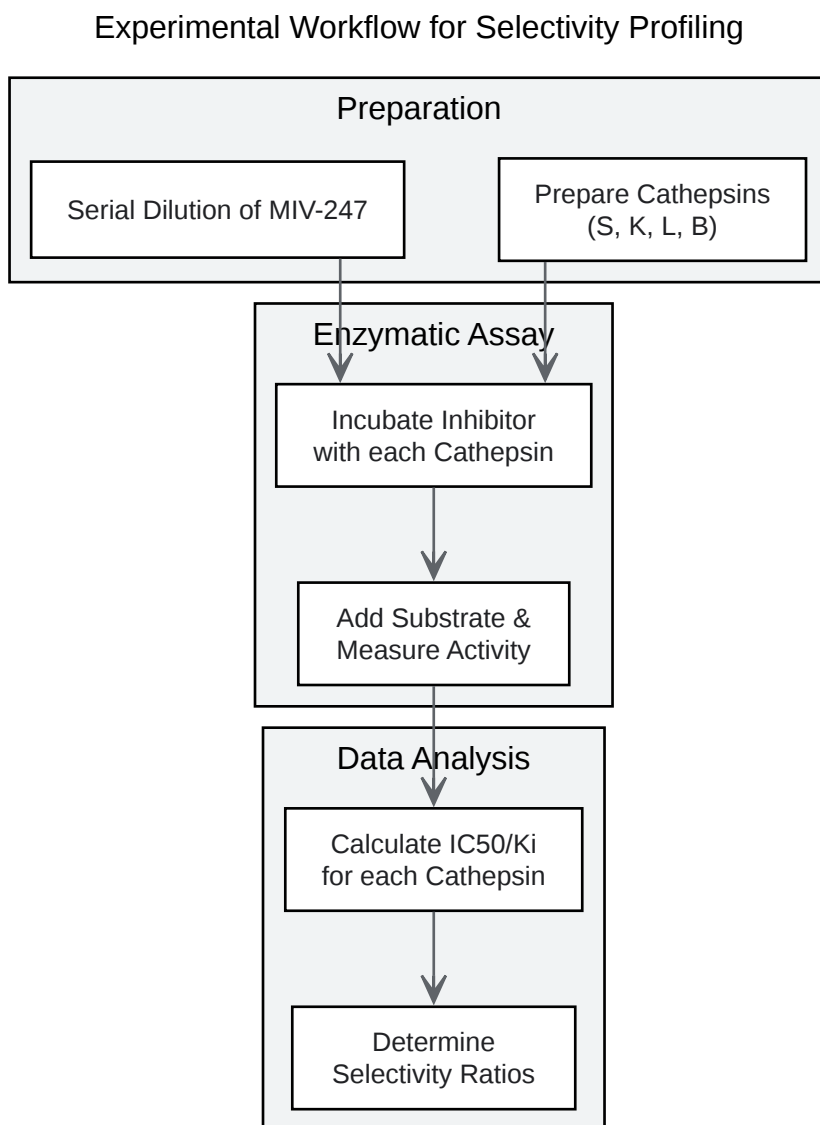 Experimental Workflow for Selectivity Profiling
Preparation
Serial Dilution of MIV-247
Prepare Cathepsins
(S, K, L, B)
Enzymatic Assay
Incubate Inhibitor
with each Cathepsin
Add Substrate &
Measure Activity
Data Analysis
Calculate IC50/Ki
for each Cathepsin
Determine
Selectivity Ratios